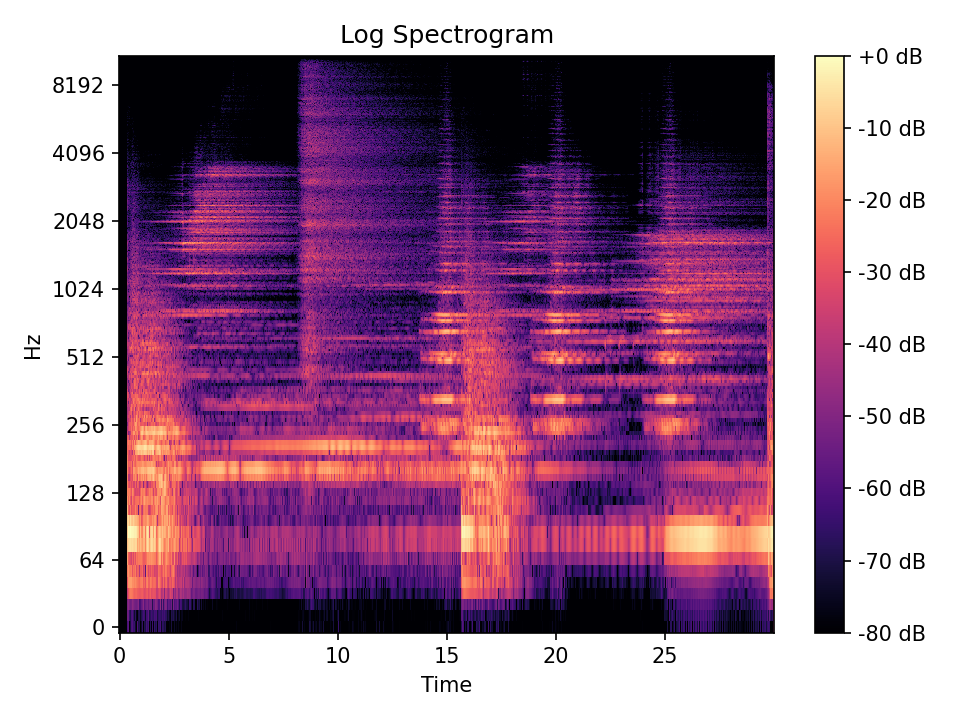 Log Spectrogram
Hz
8192
4096
2048
1024
512
256
128
64
0
0 5 10 15 20 25
Time
+0 dB
-10 dB
-20 dB
-30 dB
-40 dB
-50 dB
-60 dB
-70 dB
-80 dB